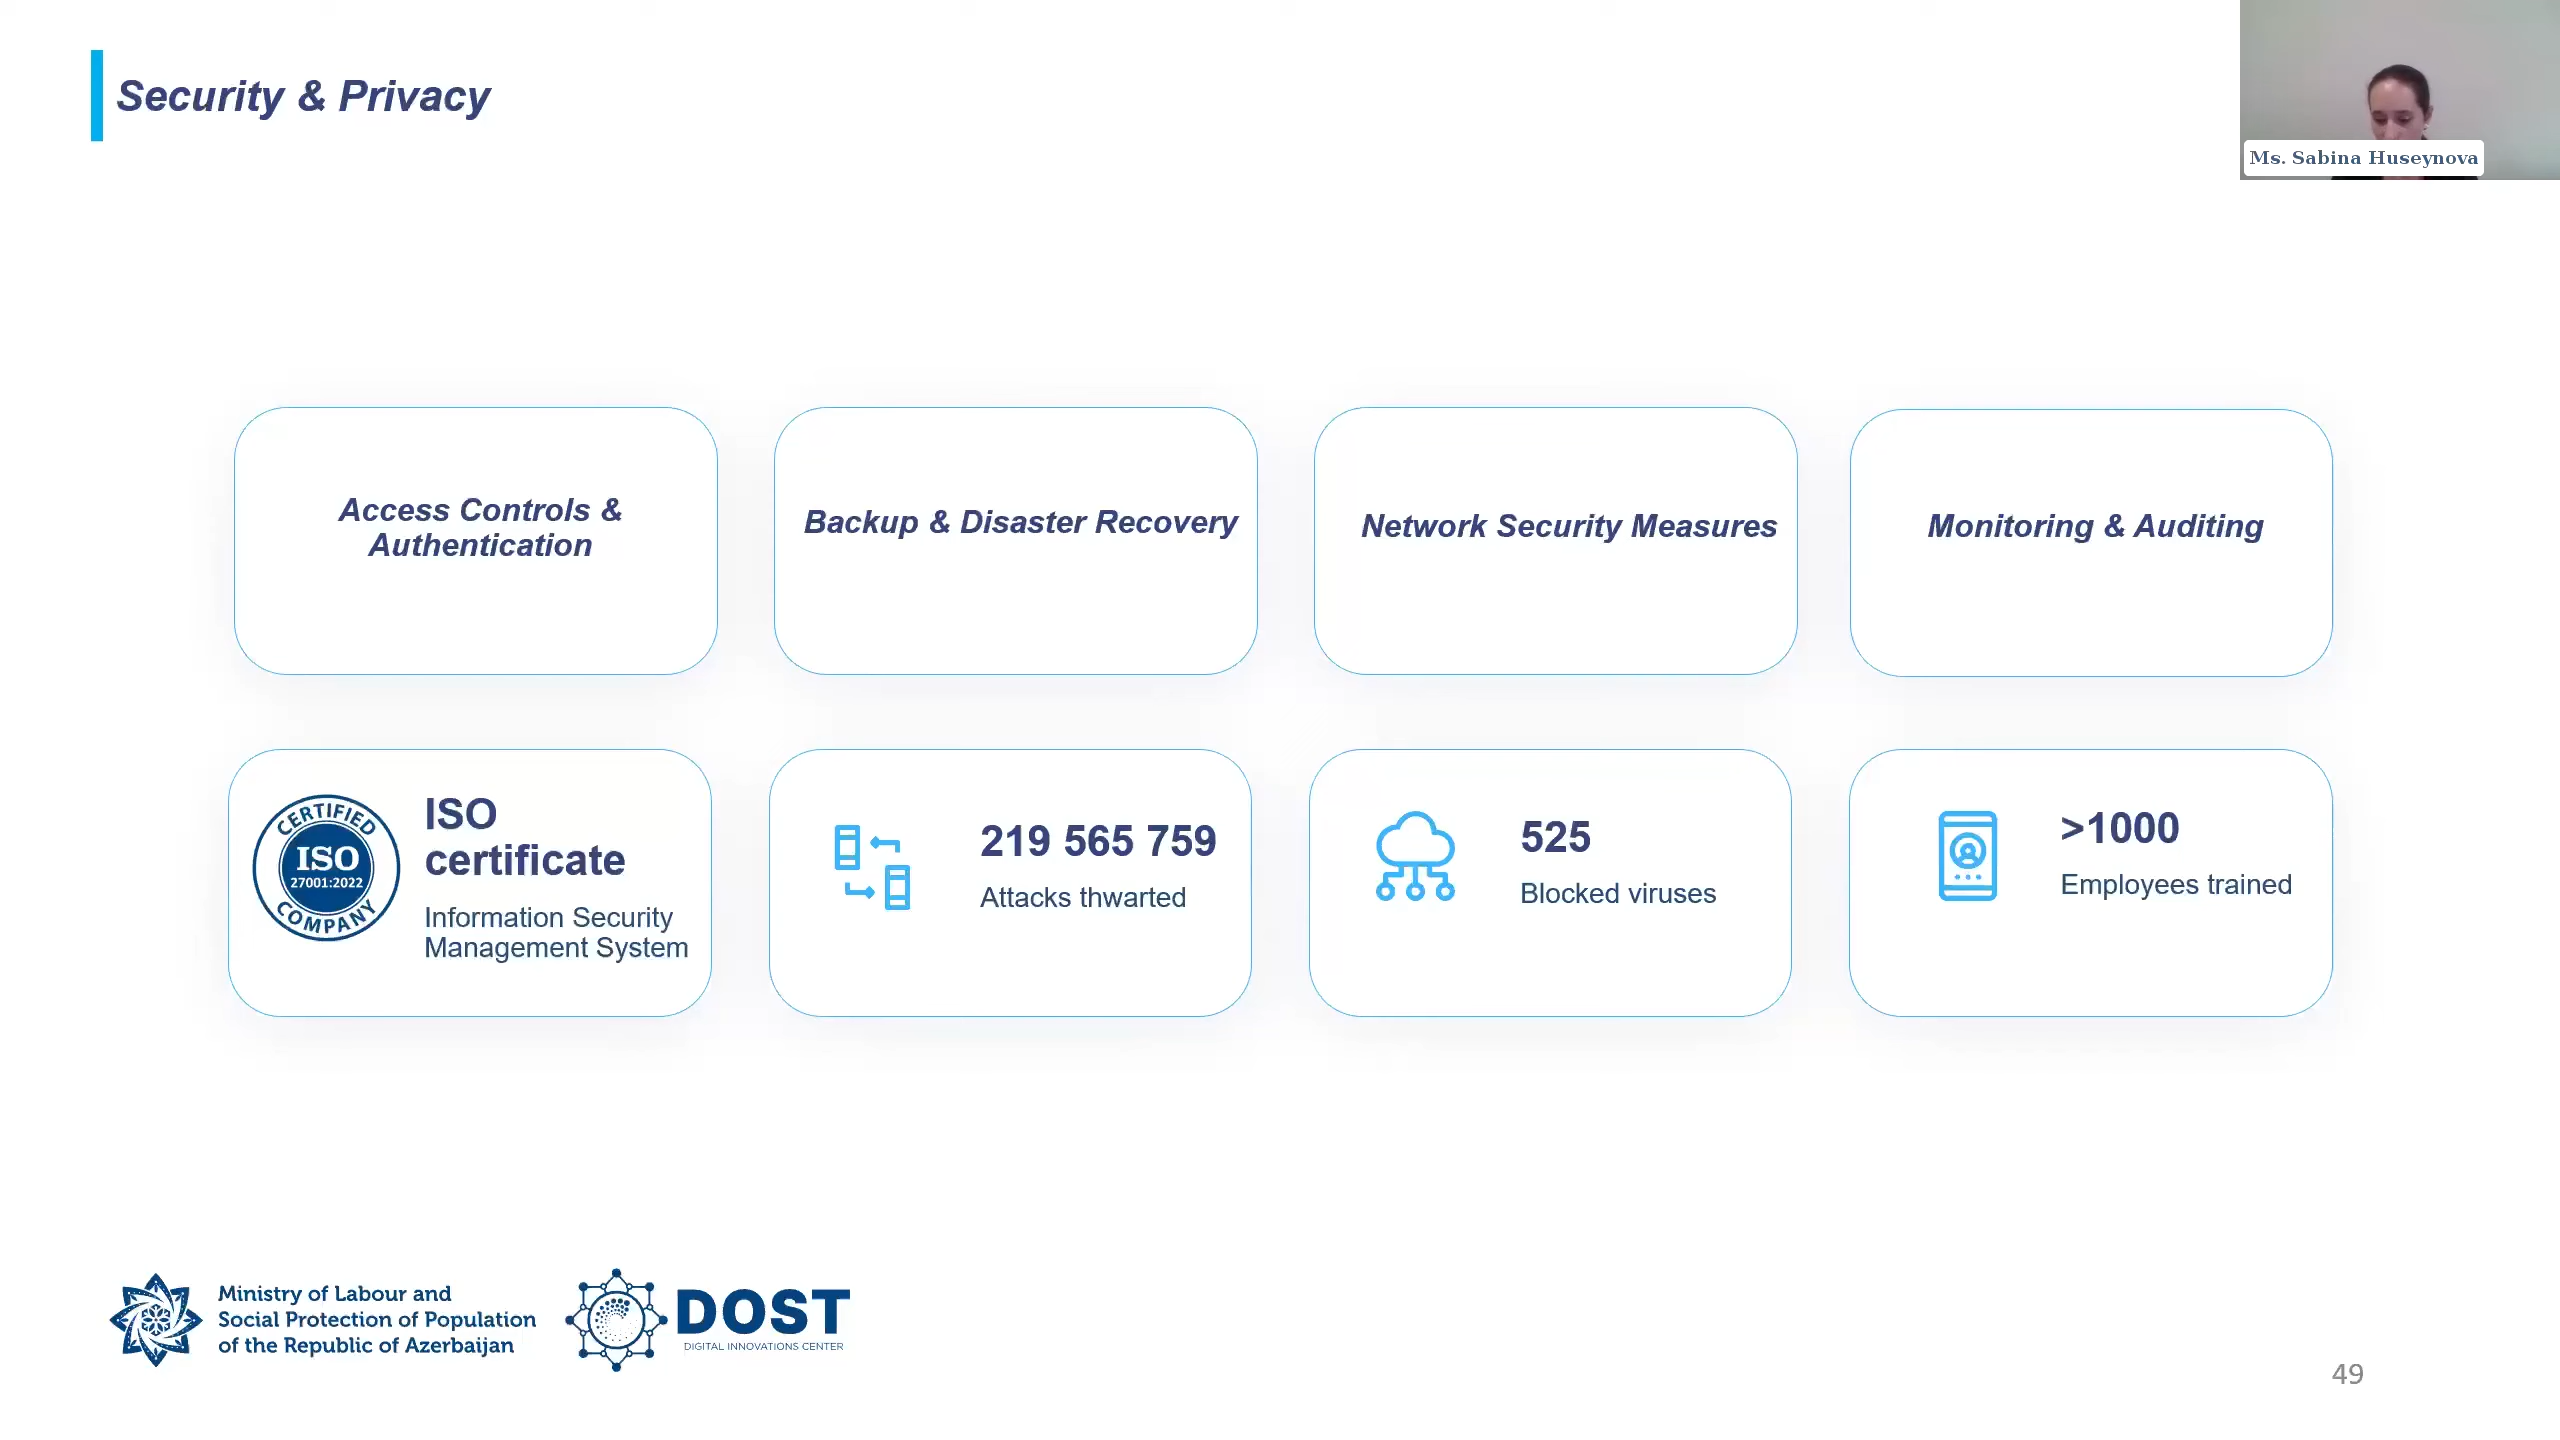 Security & Privacy
Ms. Sabina Huseynova
Access Controls &
Authentication
Backup & Disaster Recovery
Network Security Measures
Monitoring & Auditing
CERTIFIED
ISO
27001:2022
COMPANY
ISO
certificate
Information Security
Management System
219 565 759
Attacks thwarted
525
Blocked viruses
>1000
Employees trained
Ministry of Labour and
Social Protection of Population
of the Republic of Azerbaijan
DOST
DIGITAL INNOVATIONS CENTER
49